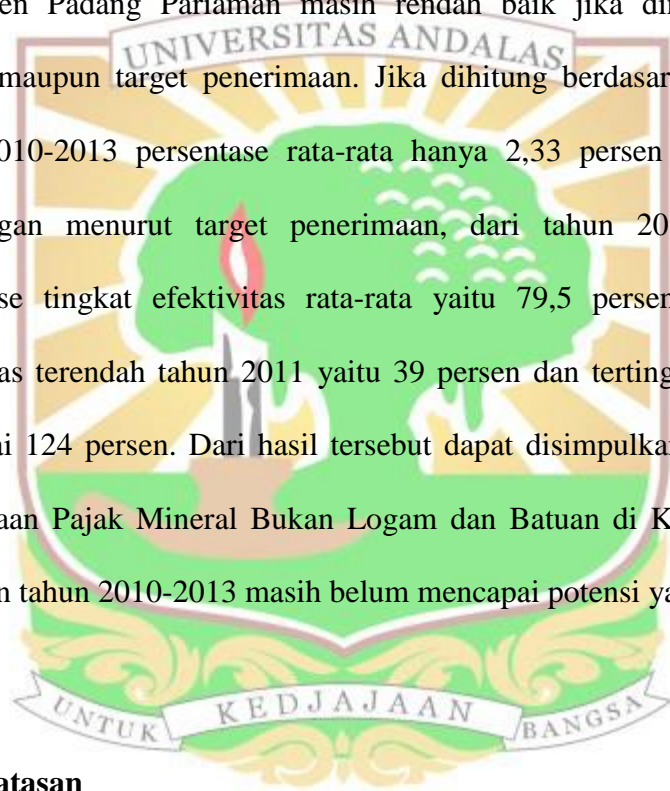 en Padang Pariaman masih rendah baik jika di
UNIVERSITAS ANDALAS
maupun target penerimaan. Jika dihitung berdasar
010-2013 persentase rata-rata hanya 2,33 persen
gan menurut target penerimaan, dari tahun 20
se tingkat efektivitas rata-rata yaitu 79,5 persen
as terendah tahun 2011 yaitu 39 persen dan terting
ai 124 persen. Dari hasil tersebut dapat disimpulkan
aan Pajak Mineral Bukan Logam dan Batuan di K
n tahun 2010-2013 masih belum mencapai potensi ya
UNTUK KEDJAJAAN BANGSA
atasan